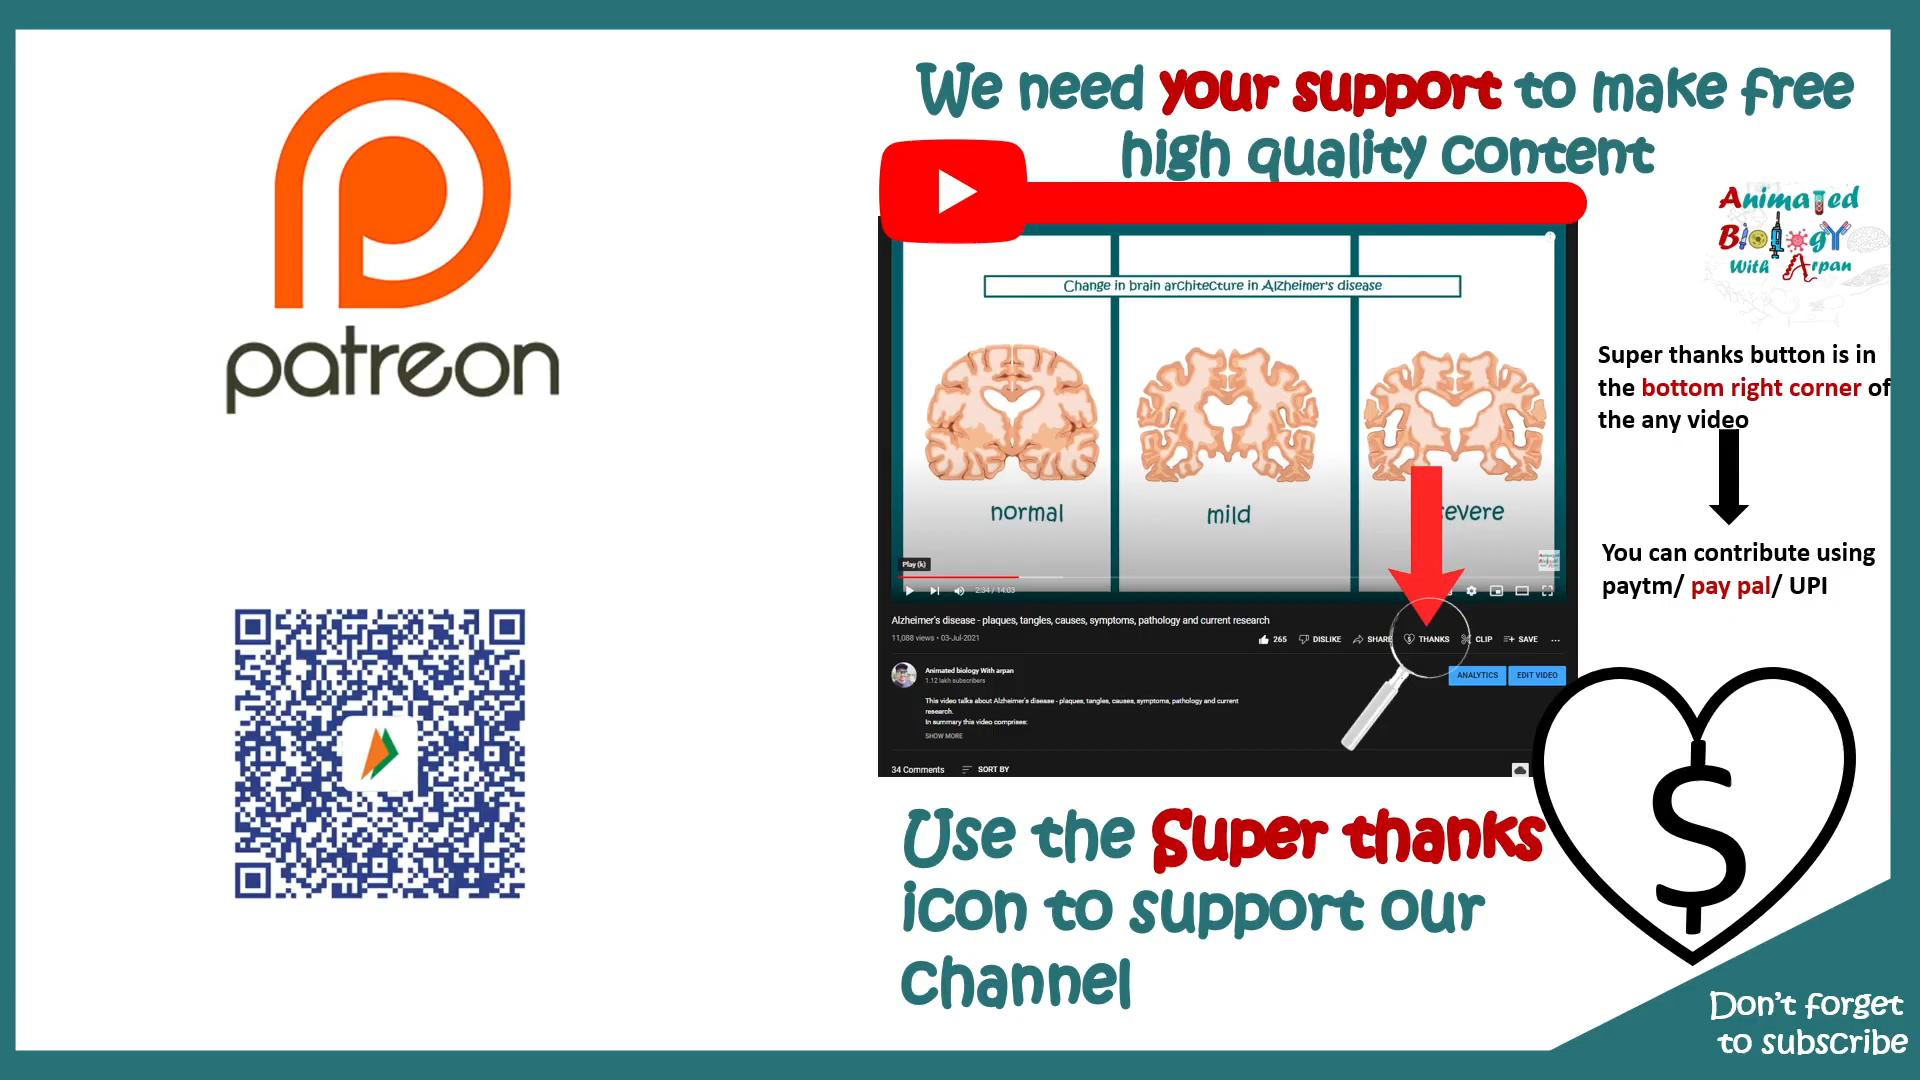 patreon
We need your support to make free
high quality content
Animated
Biology
With Arpan
Change in brain architecture in Alzheimer's disease
normal
mild
severe
Play (k)
2:34 / 14:03
Alzheimer's disease - plaques, tangles, causes, symptoms, pathology and current research
11,088 views • 03-Jul-2021
265 DISLIKE SHARE THANKS CLIP SAVE ...
Animated biology With arpan
1.12 lakh subscribers
ANALYTICS EDIT VIDEO
This video talks about Alzheimer's disease - plaques, tangles, causes, symptoms, pathology and current
research.
In summary this video comprises:
SHOW MORE
34 Comments SORT BY
Super thanks button is in
the bottom right corner of
the any video
You can contribute using
paytm/ pay pal/ UPI
$
Use the Super thanks
icon to support our
channel
Don't forget
to subscribe